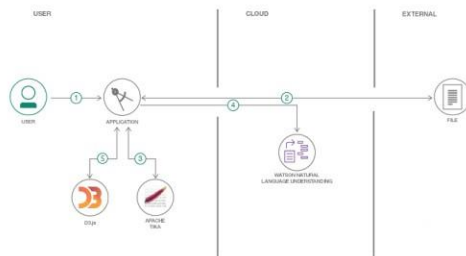 USER
CLOUD
EXTERNAL
1
2
4
USER
APPLICATION
FILE
5
3
WATSON NATURAL
LANGUAGE UNDERSTANDING
D3.js
APACHE
TIKA